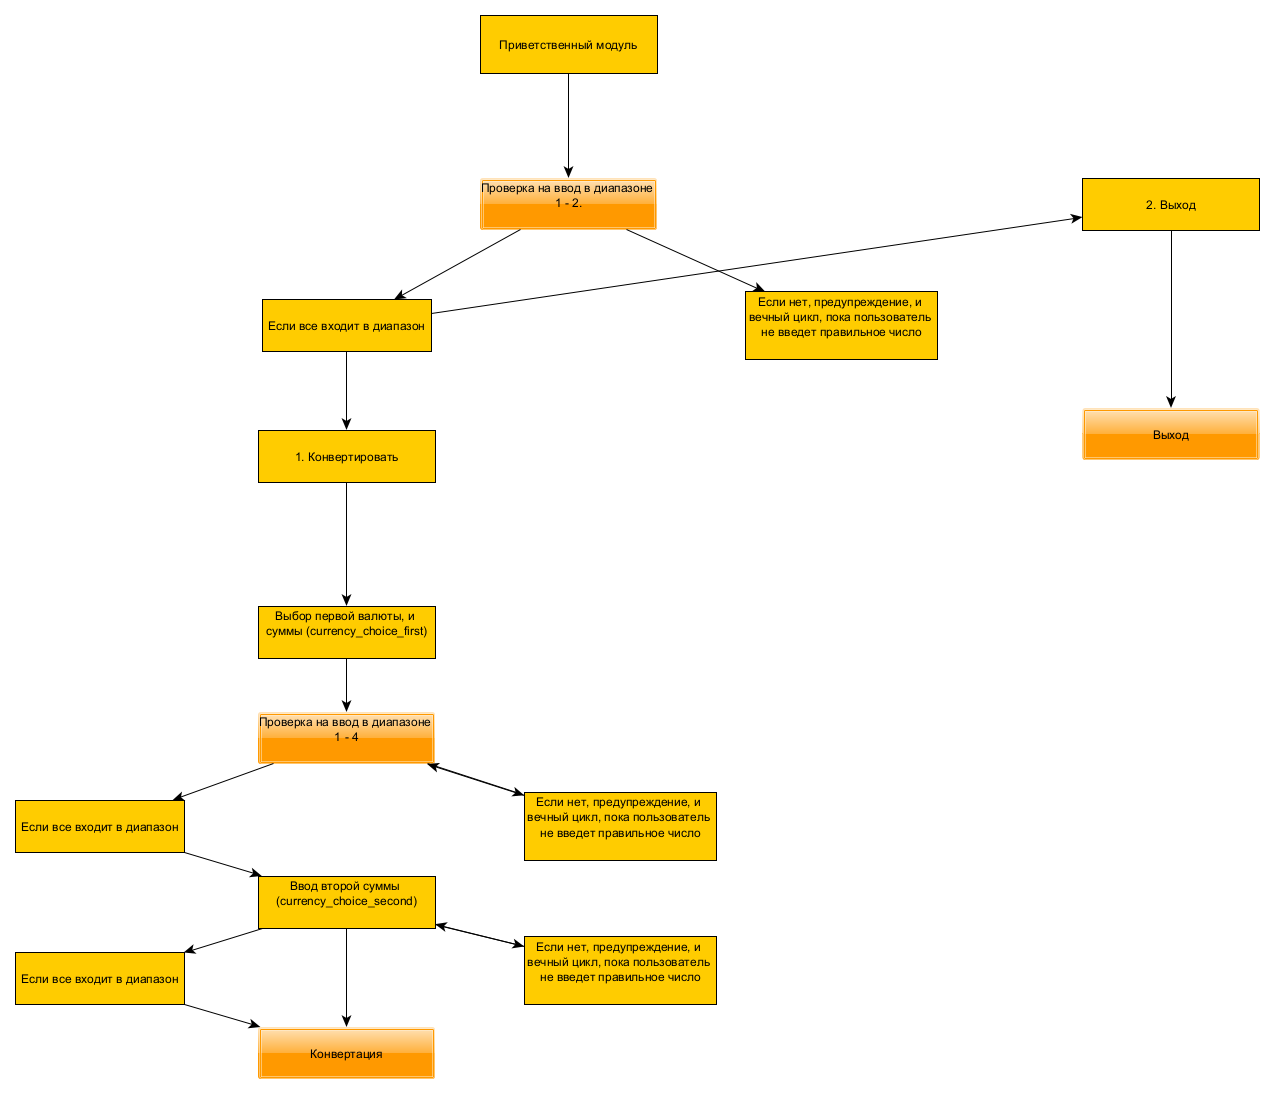 Приветственный модуль
Проверка на ввод в диапазоне
1 - 2.
2. Выход
Если все входит в диапазон
Если нет, предупреждение, и
вечный цикл, пока пользователь
не введет правильное число
Выход
1. Конвертировать
Выбор первой валюты, и
суммы (currency_choice_first)
Проверка на ввод в диапазоне
1 - 4
Если все входит в диапазон
Если нет, предупреждение, и
вечный цикл, пока пользователь
не введет правильное число
Ввод второй суммы
(currency_choice_second)
Если все входит в диапазон
Если нет, предупреждение, и
вечный цикл, пока пользователь
не введет правильное число
Конвертация